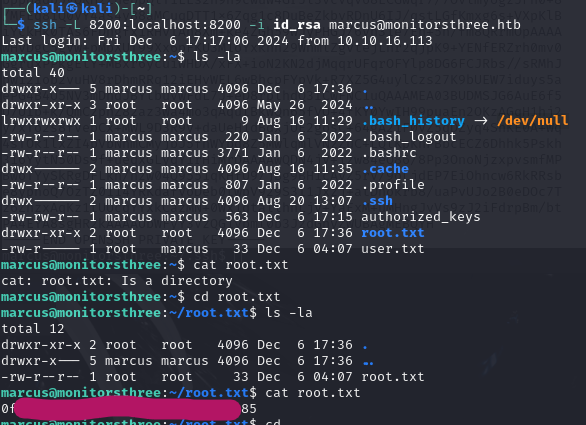 ┌──(kali㉿kali)-[~]
└─$ ssh -L 8200:localhost:8200 -i id_rsa marcus@monitorsthree.htb
Last login: Fri Dec  6 17:17:06 2024 from 10.10.16.113
marcus@monitorsthree:~$ ls -la
total 40
drwxr-x--- 5 marcus marcus 4096 Dec  6 17:36 .
drwxr-xr-x 3 root   root   4096 May 26  2024 ..
lrwxrwxrwx 1 root   root      9 Aug 16 11:29 .bash_history -> /dev/null
-rw-r--r-- 1 marcus marcus  220 Jan  6  2022 .bash_logout
-rw-r--r-- 1 marcus marcus 3771 Jan  6  2022 .bashrc
drwx------ 2 marcus marcus 4096 Aug 16 11:35 .cache
-rw-r--r-- 1 marcus marcus  807 Jan  6  2022 .profile
drwx------ 2 marcus marcus 4096 Aug 20 13:07 .ssh
-rw-rw-r-- 1 marcus marcus  563 Dec  6 17:15 authorized_keys
drwxr-xr-x 2 root   root   4096 Dec  6 17:36 root.txt
-rw-r----- 1 root   marcus   33 Dec  6 04:07 user.txt
marcus@monitorsthree:~$ cat root.txt
cat: root.txt: Is a directory
marcus@monitorsthree:~$ cd root.txt
marcus@monitorsthree:~/root.txt$ ls -la
total 12
drwxr-xr-x 2 root   root   4096 Dec  6 17:36 .
drwxr-x--- 5 marcus marcus 4096 Dec  6 17:36 ..
-rw-r--r-- 1 root   root     33 Dec  6 04:07 root.txt
marcus@monitorsthree:~/root.txt$ cat root.txt
0f 85
marcus@monitorsthree:~/root.txt$ cd